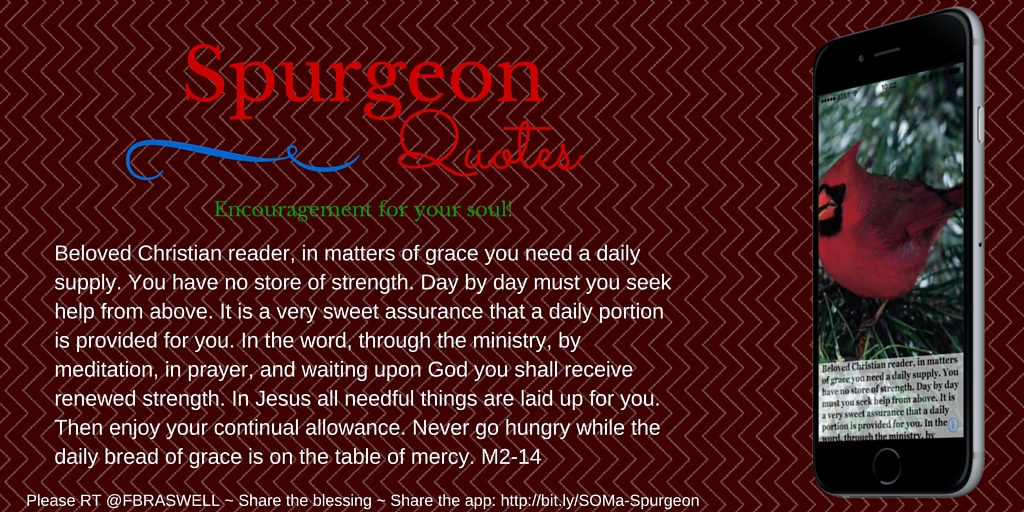 Spurgeon
Quotes
Encouragement for your soul!
Beloved Christian reader, in matters of grace you need a daily
supply. You have no store of strength. Day by day must you seek
help from above. It is a very sweet assurance that a daily portion
is provided for you. In the word, through the ministry, by
meditation, in prayer, and waiting upon God you shall receive
renewed strength. In Jesus all needful things are laid up for you.
Then enjoy your continual allowance. Never go hungry while the
daily bread of grace is on the table of mercy. M2-14
Please RT @FBRASWELL ~ Share the blessing ~ Share the app: http://bit.ly/SOMa-Spurgeon
AT&T 10:02
Beloved Christian reader, in matters
of grace you need a daily supply. You
have no store of strength. Day by day
must you seek help from above. It is
a very sweet assurance that a daily
portion is provided for you. In the
word, through the ministry, by